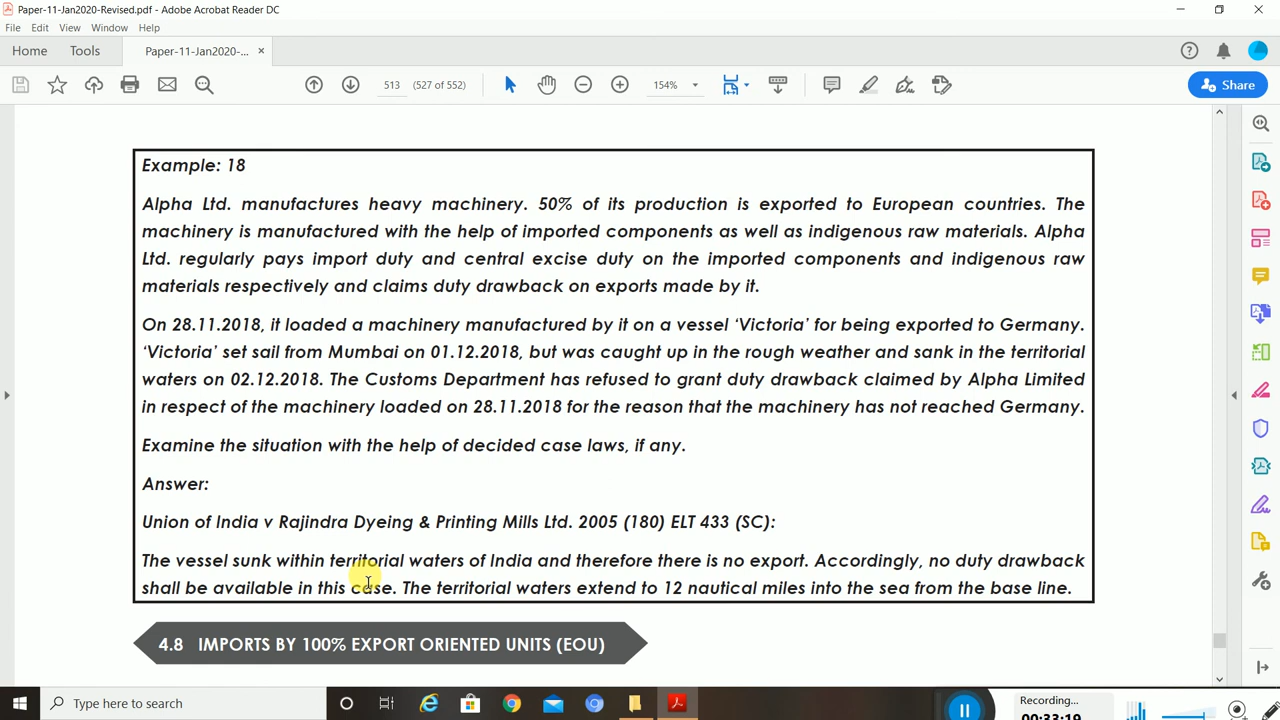 Paper-11-Jan2020-Revised.pdf - Adobe Acrobat Reader DC
File Edit View Window Help
Home Tools Paper-11-Jan2020-... ×
513 (527 of 552) 154% Share
Example: 18
Alpha Ltd. manufactures heavy machinery. 50% of its production is exported to European countries. The
machinery is manufactured with the help of imported components as well as indigenous raw materials. Alpha
Ltd. regularly pays import duty and central excise duty on the imported components and indigenous raw
materials respectively and claims duty drawback on exports made by it.
On 28.11.2018, it loaded a machinery manufactured by it on a vessel ‘Victoria’ for being exported to Germany.
‘Victoria’ set sail from Mumbai on 01.12.2018, but was caught up in the rough weather and sank in the territorial
waters on 02.12.2018. The Customs Department has refused to grant duty drawback claimed by Alpha Limited
in respect of the machinery loaded on 28.11.2018 for the reason that the machinery has not reached Germany.
Examine the situation with the help of decided case laws, if any.
Answer:
Union of India v Rajindra Dyeing & Printing Mills Ltd. 2005 (180) ELT 433 (SC):
The vessel sunk within territorial waters of India and therefore there is no export. Accordingly, no duty drawback
shall be available in this case. The territorial waters extend to 12 nautical miles into the sea from the base line.
4.8 IMPORTS BY 100% EXPORT ORIENTED UNITS (EOU)
Type here to search
Recording...
00:33:19